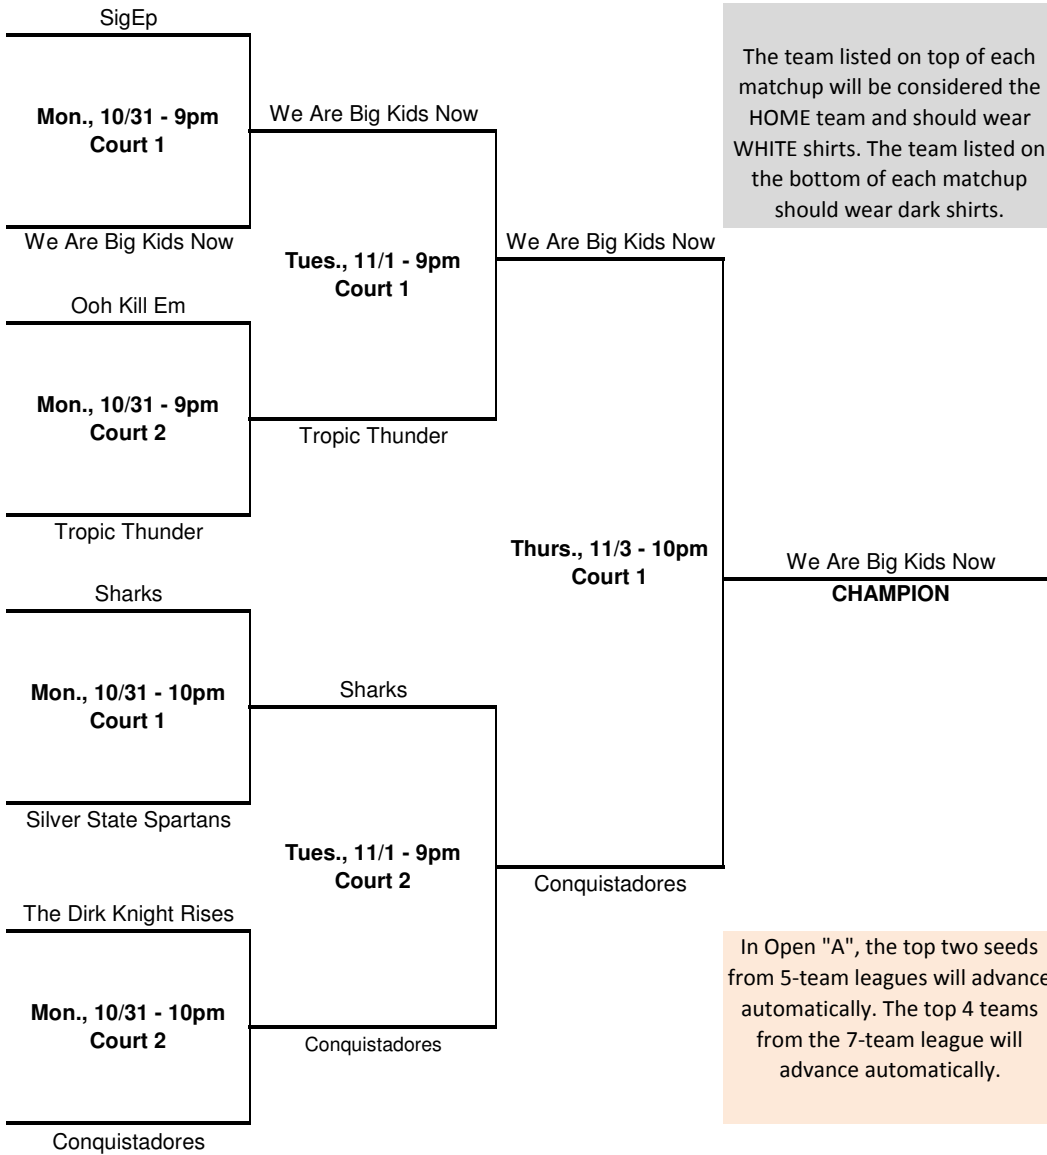 SigEp
Mon., 10/31 - 9pm
Court 1
We Are Big Kids Now
Ooh Kill Em
Mon., 10/31 - 9pm
Court 2
Tropic Thunder
Sharks
Mon., 10/31 - 10pm
Court 1
Silver State Spartans
The Dirk Knight Rises
Mon., 10/31 - 10pm
Court 2
Conquistadores
We Are Big Kids Now
Tues., 11/1 - 9pm
Court 1
Tropic Thunder
Sharks
Tues., 11/1 - 9pm
Court 2
Conquistadores
We Are Big Kids Now
Thurs., 11/3 - 10pm
Court 1
Conquistadores
We Are Big Kids Now
CHAMPION
The team listed on top of each
matchup will be considered the
HOME team and should wear
WHITE shirts. The team listed on
the bottom of each matchup
should wear dark shirts.
In Open "A", the top two seeds
from 5-team leagues will advance
automatically. The top 4 teams
from the 7-team league will
advance automatically.